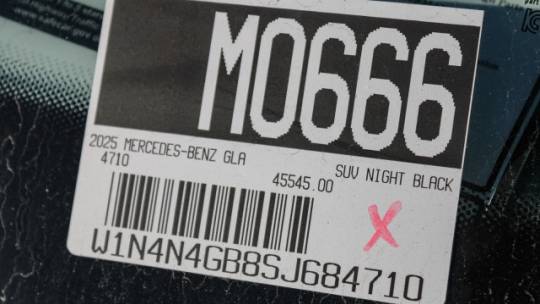 M0666
2025 MERCEDES-BENZ GLA
SUV NIGHT BLACK
4710
45545.00
X
W1N4N4GB8SJ684710